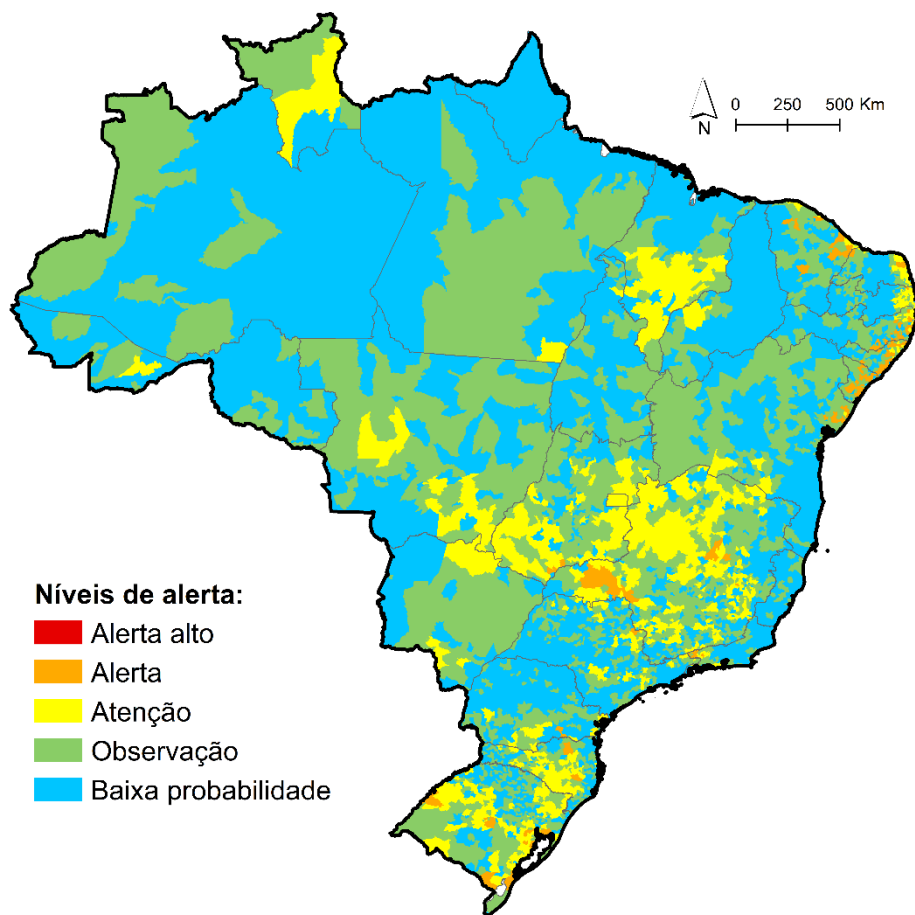 N
0 250 500 Km
Níveis de alerta:
Alerta alto
Alerta
Atenção
Observação
Baixa probabilidade